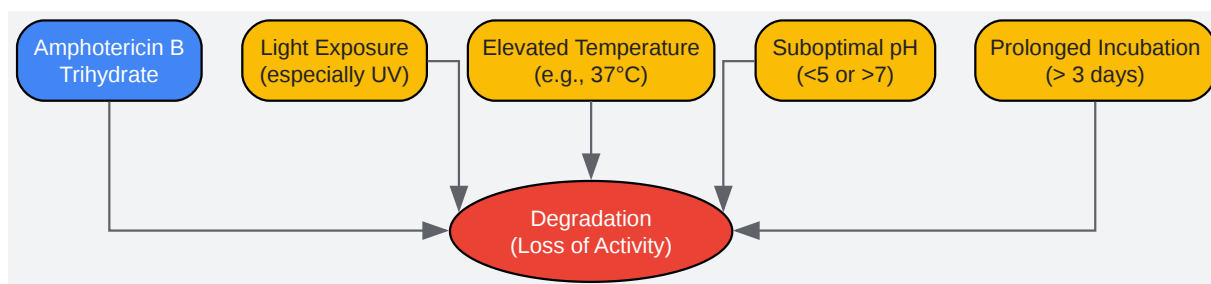 Amphotericin B
Trihydrate
Light Exposure
(especially UV)
Elevated Temperature
(e.g., 37°C)
Suboptimal pH
(<5 or >7)
Prolonged Incubation
(> 3 days)
Degradation
(Loss of Activity)